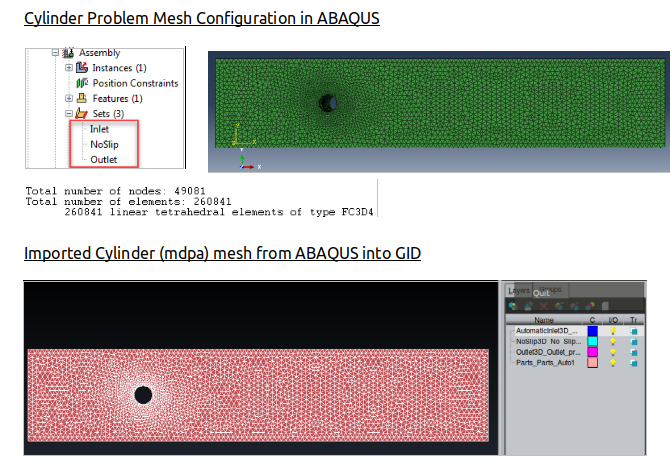 Cylinder Problem Mesh Configuration in ABAQUS
Assembly
Instances (1)
Position Constraints
Features (1)
Sets (3)
Inlet
NoSlip
Outlet
Y
X
Total number of nodes: 49081
Total number of elements: 260841
260841 linear tetrahedral elements of type FC3D4
Imported Cylinder (mdpa) mesh from ABAQUS into GID
Layers Groups
Quit
Name C I/O Tr
AutomaticInlet3D_...
NoSlip3D_No_Slip...
Outlet3D_Outlet_pr...
Parts_Parts_Auto1